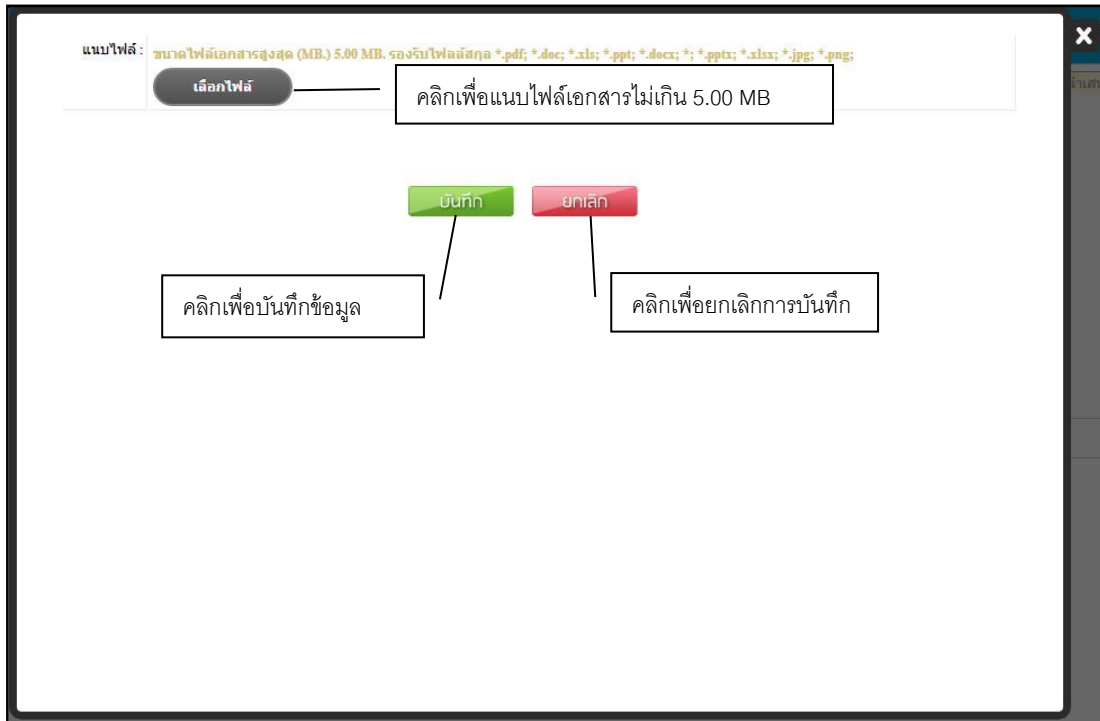 แนบไฟล์ : ขนาดไฟล์เอกสารสูงสุด (MB.) 5.00 MB. รองรับไฟลล์สกุล *.pdf; *.doc; *.xls; *.ppt; *.docx; *; *.pptx; *.xlsx; *.jpg; *.png;
เลือกไฟล์
คลิกเพื่อแนบไฟล์เอกสารไม่เกิน 5.00 MB
บันทึก ยกเลิก
คลิกเพื่อบันทึกข้อมูล
คลิกเพื่อยกเลิกการบันทึก